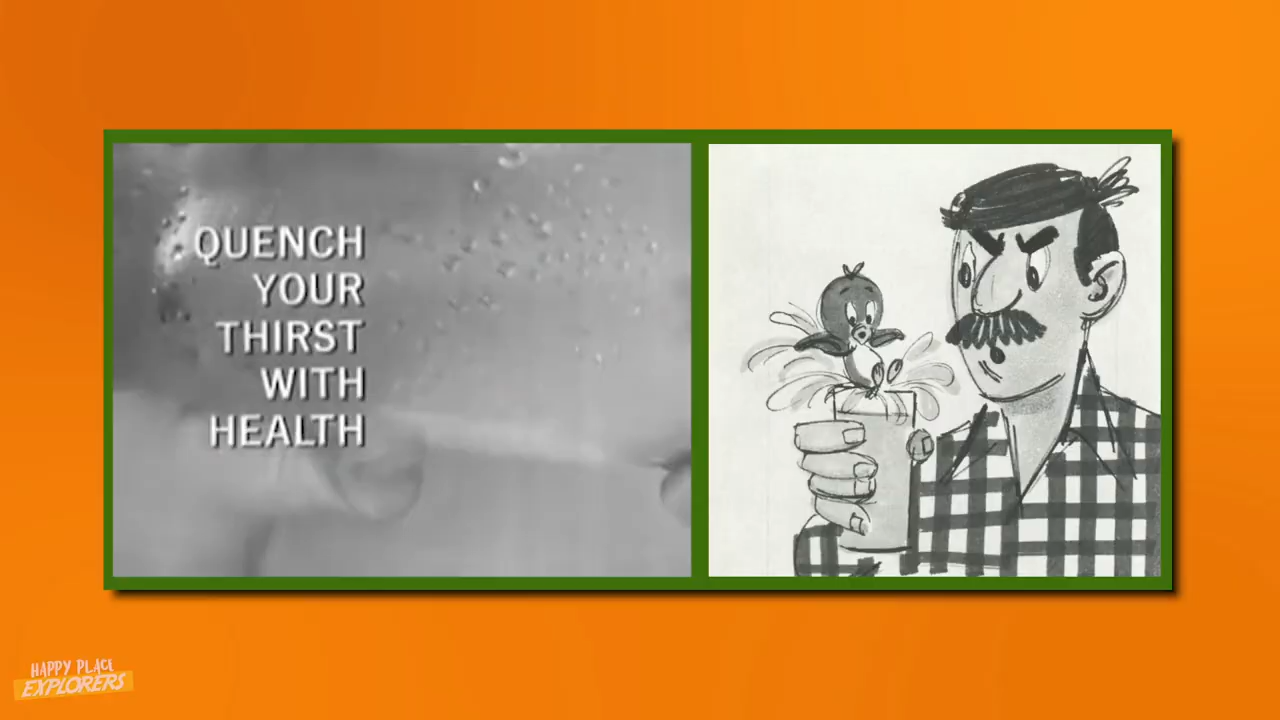 QUENCH
YOUR
THIRST
WITH
HEALTH
HAPPY PLACE
EXPLORERS